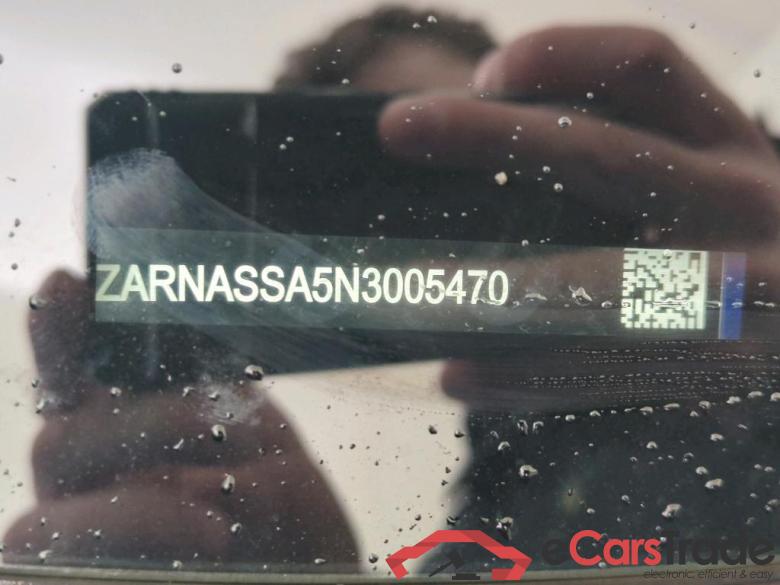 ZARNASSA5N3005470
eCarsTrade
electronic, efficient & easy